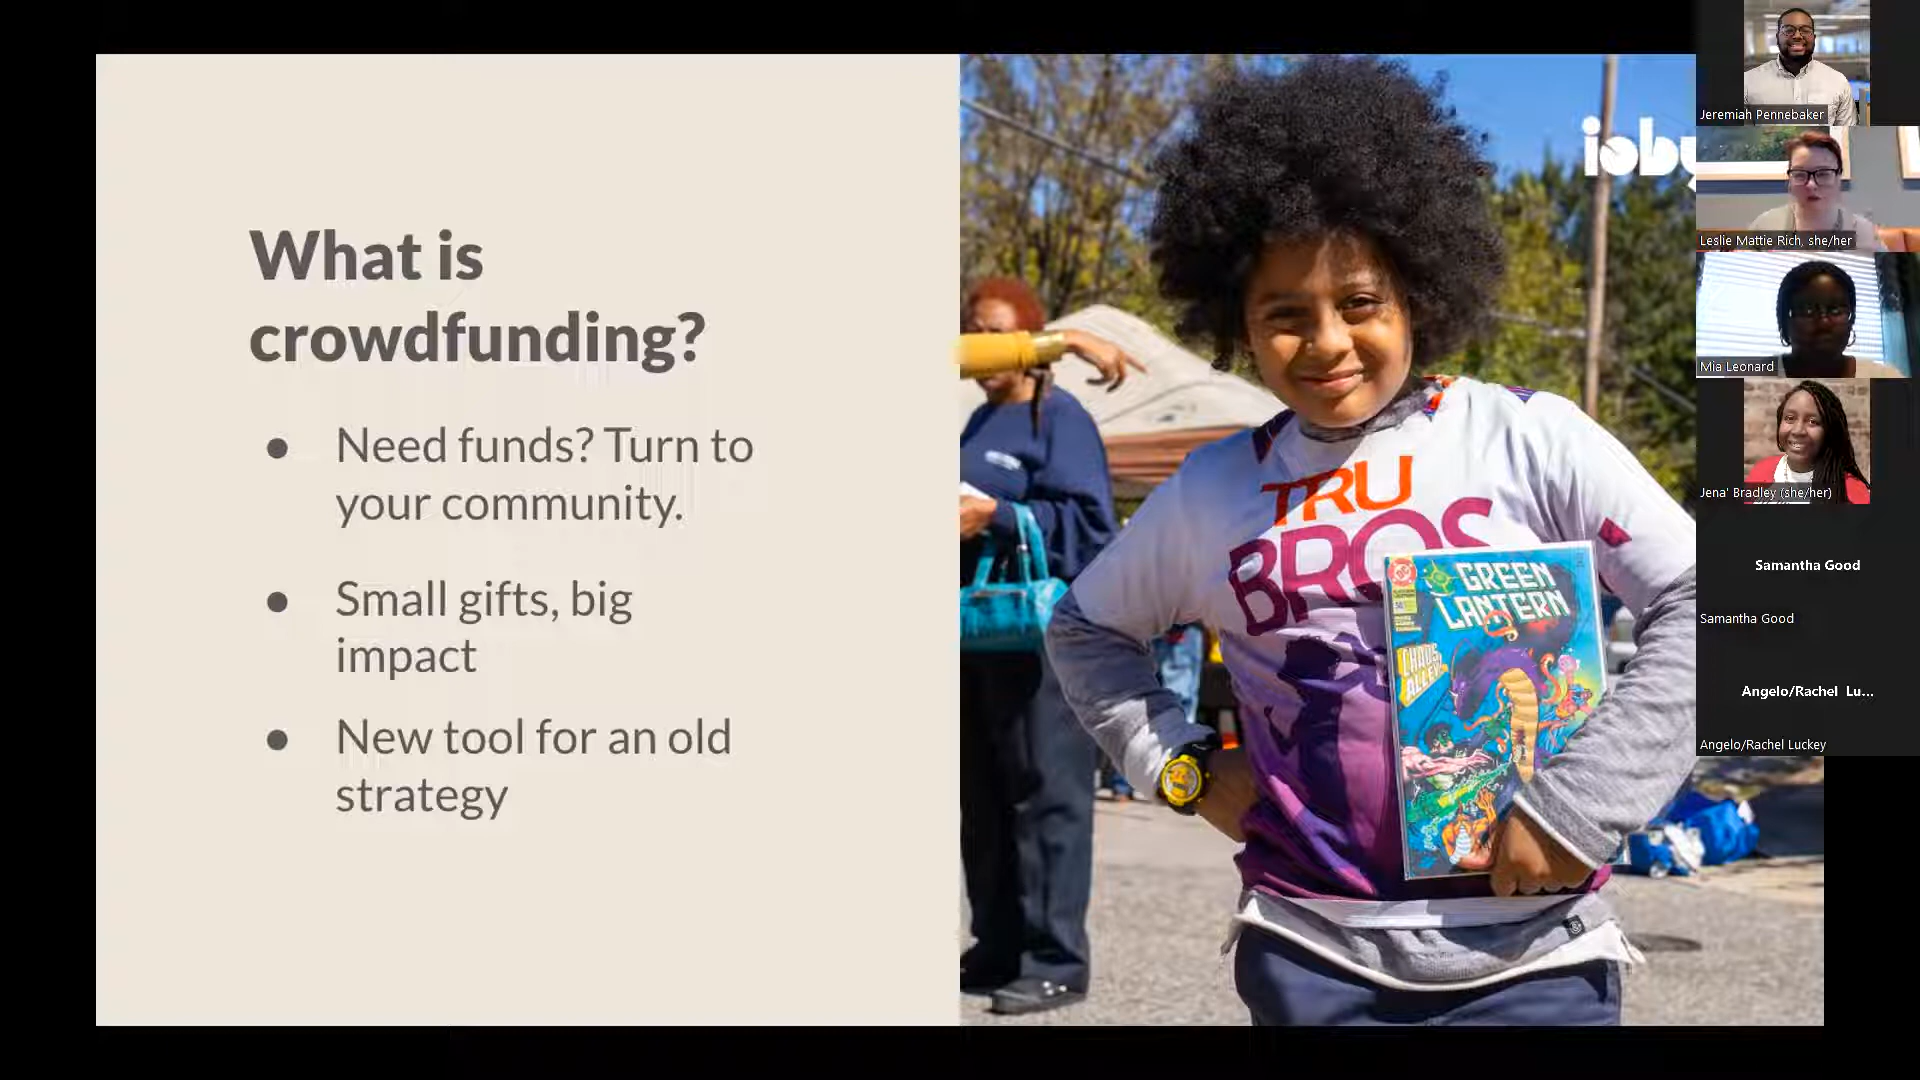 What is
crowdfunding?
● Need funds? Turn to
your community.
● Small gifts, big
impact
● New tool for an old
strategy
ioby
TRU
BROS
GREEN
LANTERN
CHAOS
ALLEY
Jeremiah Pennebaker
Leslie Mattie Rich, she/her
Mia Leonard
Jena' Bradley (she/her)
Samantha Good
Samantha Good
Angelo/Rachel Lu...
Angelo/Rachel Luckey